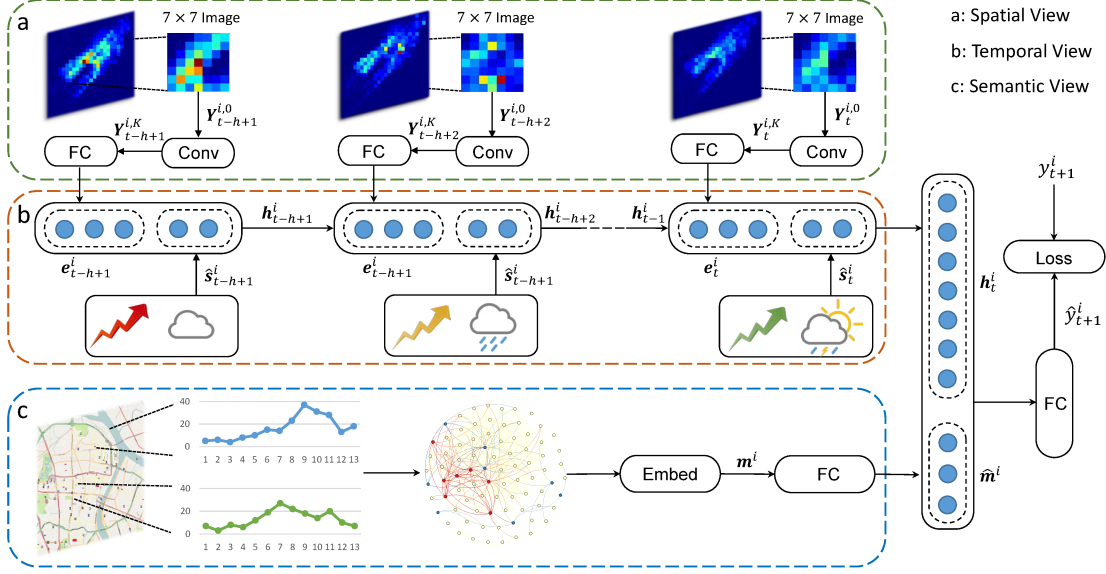 a
7 × 7 Image
7 × 7 Image
7 × 7 Image
a: Spatial View
b: Temporal View
c: Semantic View
Y^{i,0}_{t-h+1}
Y^{i,K}_{t-h+1}
FC
Conv
Y^{i,0}_{t-h+2}
Y^{i,K}_{t-h+2}
FC
Conv
Y^{i,0}_{t}
Y^{i,K}_{t}
FC
Conv
b
h^{i}_{t-h+1}
h^{i}_{t-h+2}
h^{i}_{t-1}
e^{i}_{t-h+1}
ŝ^{i}_{t-h+1}
e^{i}_{t-h+1}
ŝ^{i}_{t-h+1}
e^{i}_{t}
ŝ^{i}_{t}
y^{i}_{t+1}
Loss
h^{i}_{t}
ŷ^{i}_{t+1}
FC
m̂^{i}
c
40
20
0
1 2 3 4 5 6 7 8 9 10 11 12 13
40
20
0
1 2 3 4 5 6 7 8 9 10 11 12 13
Embed
m^{i}
FC